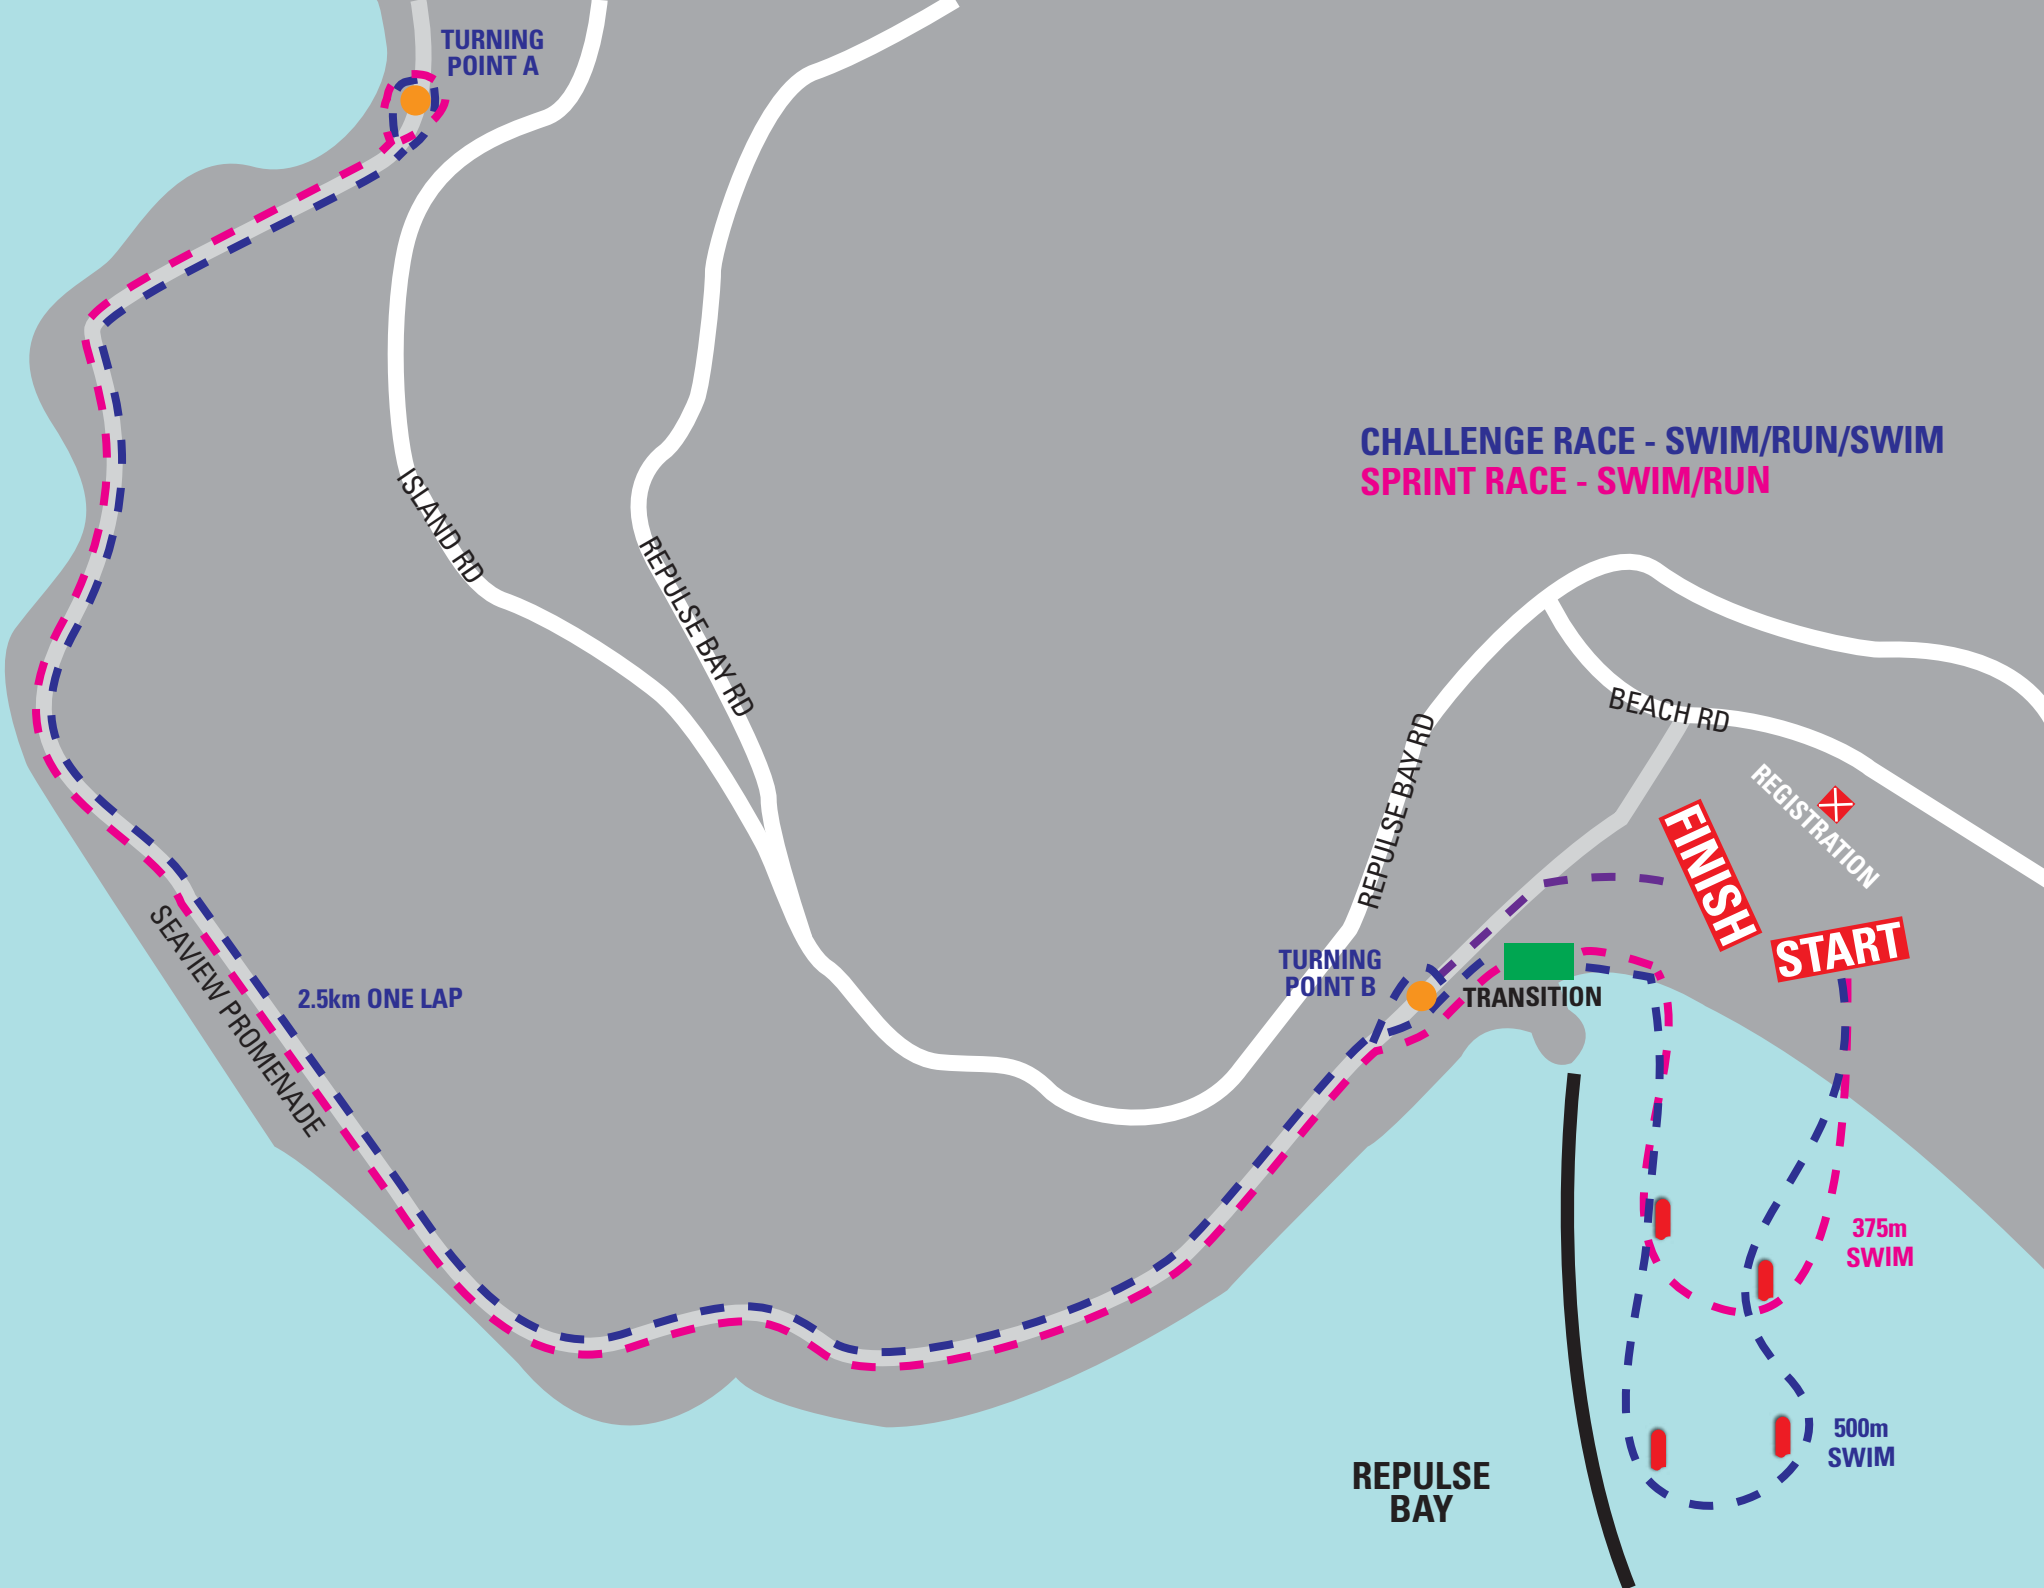 TURNING
POINT A
CHALLENGE RACE - SWIM/RUN/SWIM
SPRINT RACE - SWIM/RUN
ISLAND RD
REPULSE BAY RD
BEACH RD
REPULSE BAY RD
REGISTRATION
FINISH
START
SEAVIEW PROMENADE
2.5km ONE LAP
TURNING
POINT B
TRANSITION
375m
SWIM
500m
SWIM
REPULSE
BAY